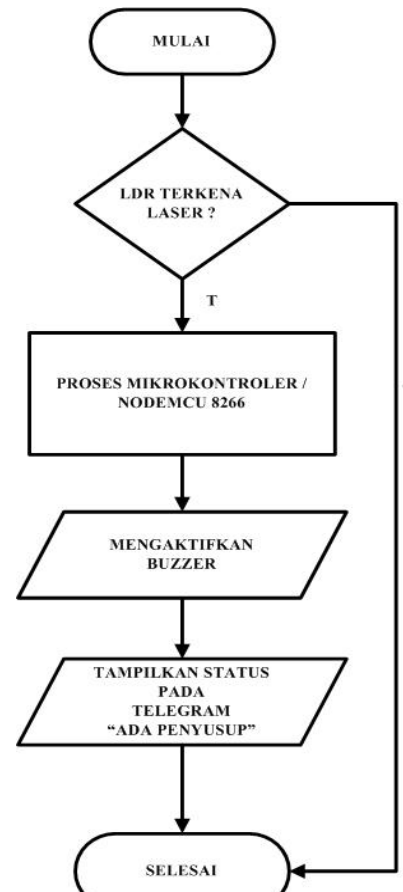 MULAI
LDR TERKENA
LASER ?
T
PROSES MIKROKONTROLER /
NODEMCU 8266
MENGAKTIFKAN
BUZZER
TAMPILKAN STATUS
PADA
TELEGRAM
“ADA PENYUSUP”
SELESAI